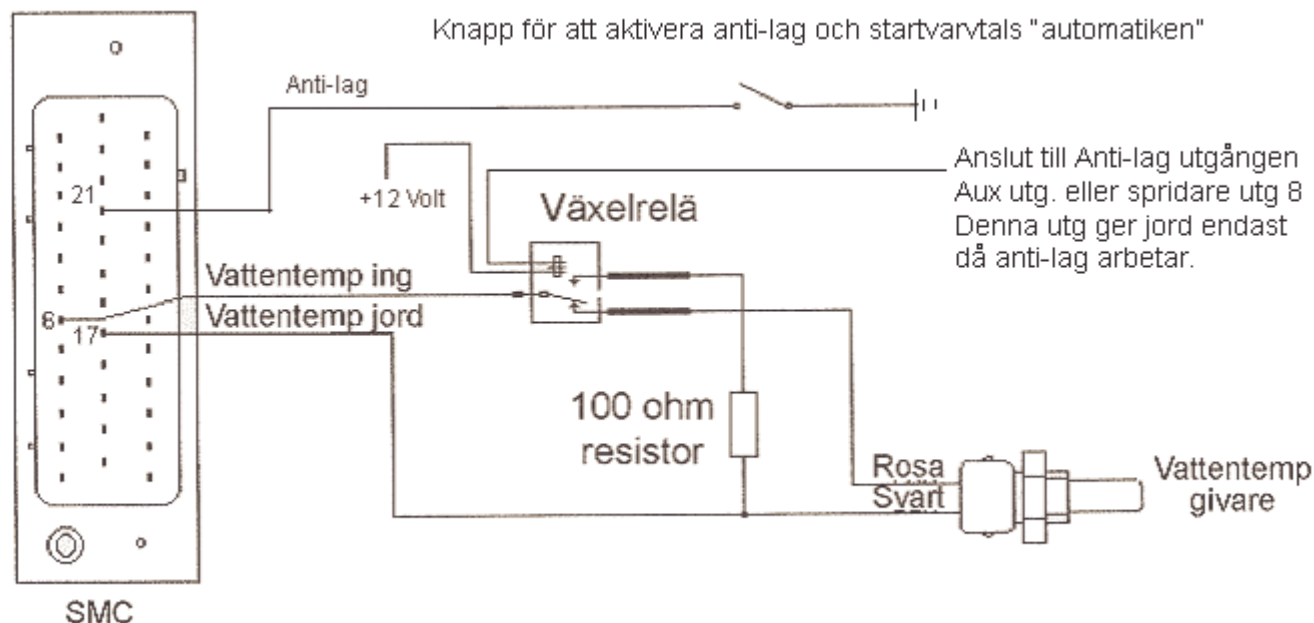 Knapp för att aktivera anti-lag och startvarvtals "automatiken"
Anti-lag
21
+12 Volt
Växelrelä
Anslut till Anti-lag utgången
Aux utg. eller spridare utg 8
Denna utg ger jord endast
då anti-lag arbetar.
Vattentemp ing
8
Vattentemp jord
17
100 ohm
resistor
Rosa
Svart
Vattentemp
givare
SMC